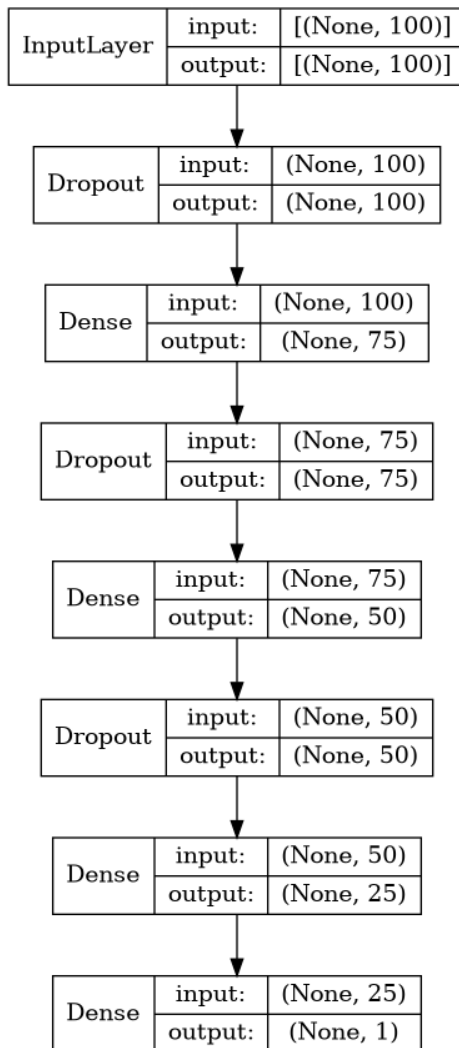 InputLayer
input: [(None, 100)]
output: [(None, 100)]
Dropout
input: (None, 100)
output: (None, 100)
Dense
input: (None, 100)
output: (None, 75)
Dropout
input: (None, 75)
output: (None, 75)
Dense
input: (None, 75)
output: (None, 50)
Dropout
input: (None, 50)
output: (None, 50)
Dense
input: (None, 50)
output: (None, 25)
Dense
input: (None, 25)
output: (None, 1)